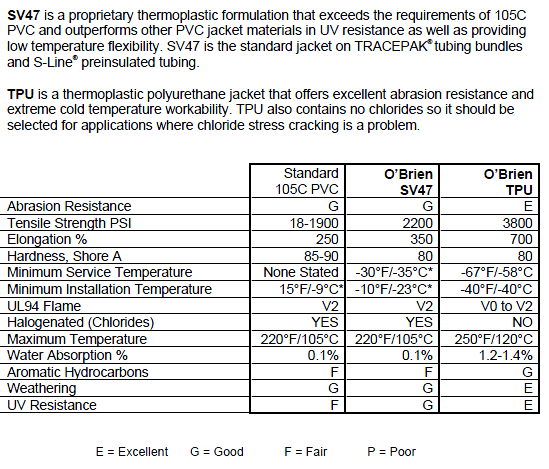 SV47 is a proprietary thermoplastic formulation that exceeds the requirements of 105C
PVC and outperforms other PVC jacket materials in UV resistance as well as providing
low temperature flexibility. SV47 is the standard jacket on TRACEPAK® tubing bundles
and S-Line® preinsulated tubing.
TPU is a thermoplastic polyurethane jacket that offers excellent abrasion resistance and
extreme cold temperature workability. TPU also contains no chlorides so it should be
selected for applications where chloride stress cracking is a problem.
Standard O'Brien O'Brien
105C PVC SV47 TPU
Abrasion Resistance G G E
Tensile Strength PSI 18-1900 2200 3800
Elongation % 250 350 700
Hardness, Shore A 85-90 80 80
Minimum Service Temperature None Stated -30°F/-35°C* -67°F/-58°C
Minimum Installation Temperature 15°F/-9°C* -10°F/-23°C* -40°F/-40°C
UL94 Flame V2 V2 V0 to V2
Halogenated (Chlorides) YES YES NO
Maximum Temperature 220°F/105°C 220°F/105°C 250°F/120°C
Water Absorption % 0.1% 0.1% 1.2-1.4%
Aromatic Hydrocarbons F F G
Weathering G G E
UV Resistance F G E
E = Excellent G = Good F = Fair P = Poor